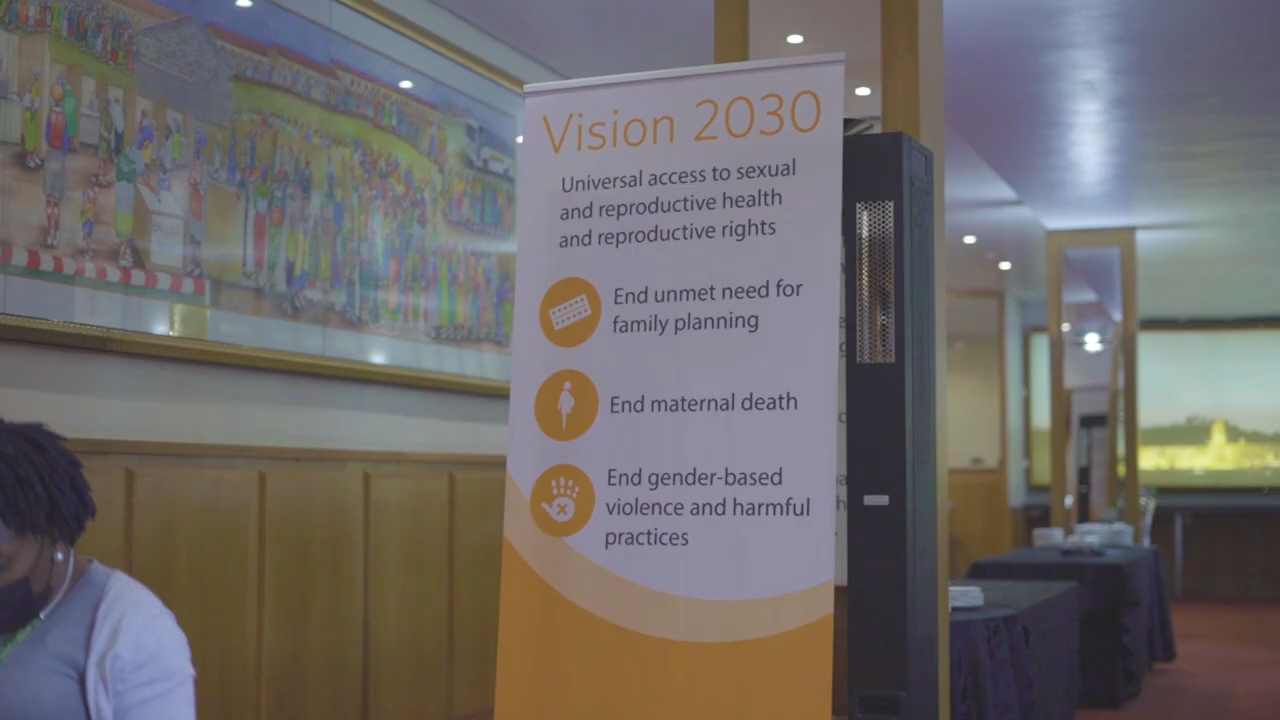 Vision 2030
Universal access to sexual
and reproductive health
and reproductive rights
End unmet need for
family planning
End maternal death
End gender-based
violence and harmful
practices